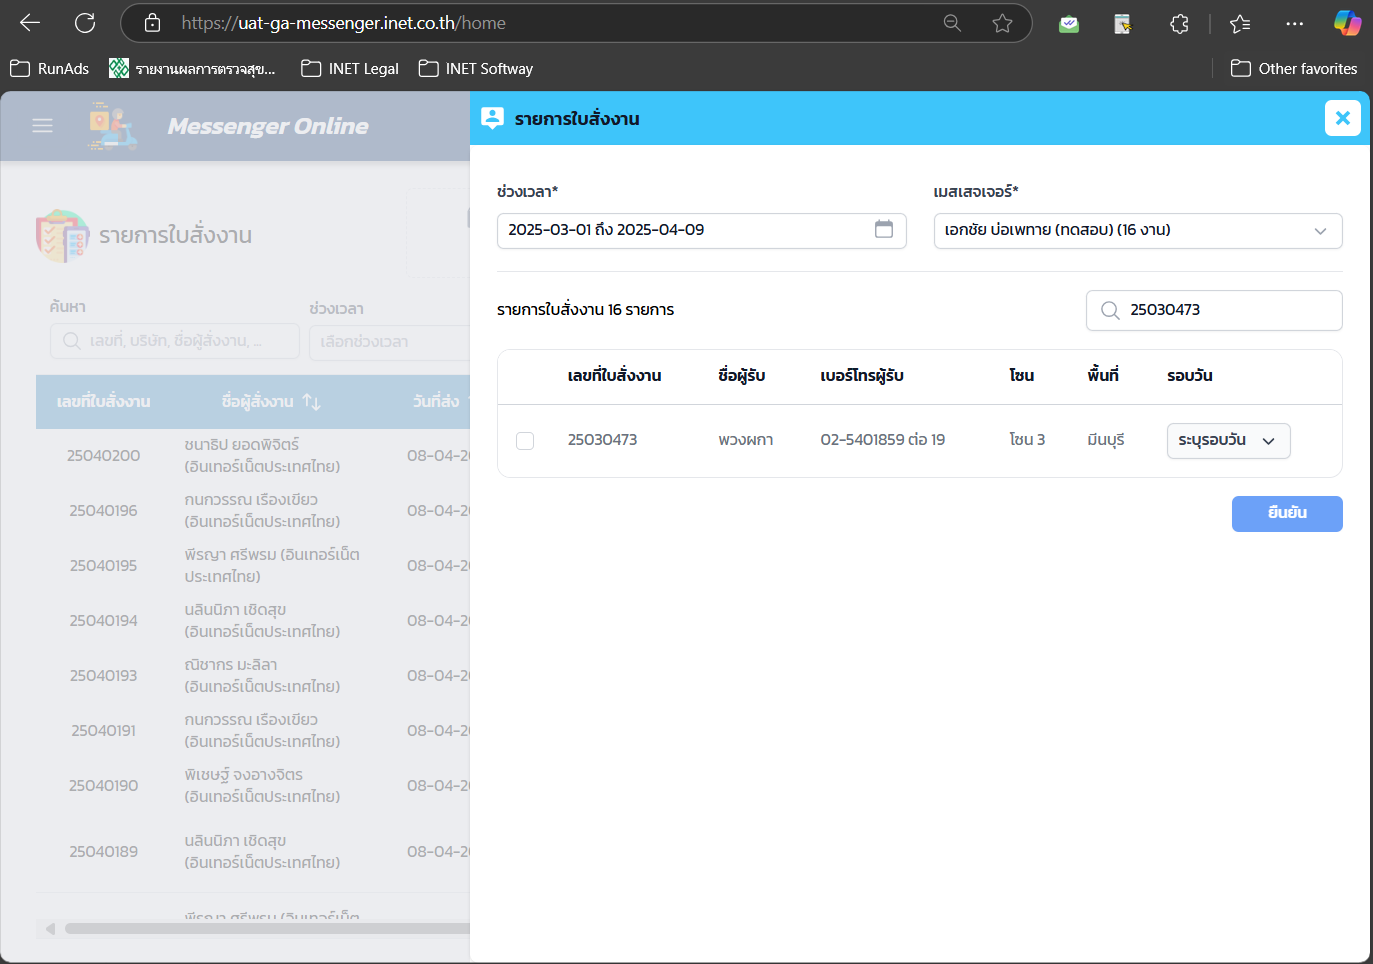 https://uat-ga-messenger.inet.co.th/home
RunAds
รายงานผลการตรวจสุข...
INET Legal
INET Softway
Other favorites
Messenger Online
รายการใบสั่งงาน
ค้นหา
ช่วงเวลา
เลขที่, บริษัท, ชื่อผู้สั่งงาน, ...
เลือกช่วงเวลา
เลขที่ใบสั่งงาน ชื่อผู้สั่งงาน วันที่ส่ง
25040200 ชนาธิป ยอดพิจิตร์ (อินเทอร์เน็ตประเทศไทย) 08-04-20
25040196 กนกวรรณ เรืองเขียว (อินเทอร์เน็ตประเทศไทย) 08-04-20
25040195 พีรญา ศรีพรม (อินเทอร์เน็ตประเทศไทย) 08-04-20
25040194 นลินนิภา เชิดสุข (อินเทอร์เน็ตประเทศไทย) 08-04-20
25040193 ณิชากร มะลิลา (อินเทอร์เน็ตประเทศไทย) 08-04-20
25040191 กนกวรรณ เรืองเขียว (อินเทอร์เน็ตประเทศไทย) 08-04-20
25040190 พิเชษฐ์ จงอางจิตร (อินเทอร์เน็ตประเทศไทย) 08-04-20
25040189 นลินนิภา เชิดสุข (อินเทอร์เน็ตประเทศไทย) 08-04-20
พีรญา ศรีพรม (อินเทอร์เน็ต
รายการใบสั่งงาน
ช่วงเวลา*
2025-03-01 ถึง 2025-04-09
เมสเสจเจอร์*
เอกชัย บ่อเพทาย (ทดสอบ) (16 งาน)
รายการใบสั่งงาน 16 รายการ
25030473
เลขที่ใบสั่งงาน ชื่อผู้รับ เบอร์โทรผู้รับ โซน พื้นที่ รอบวัน
25030473 พวงผกา 02-5401859 ต่อ 19 โซน 3 มีนบุรี ระบุรอบวัน
ยืนยัน